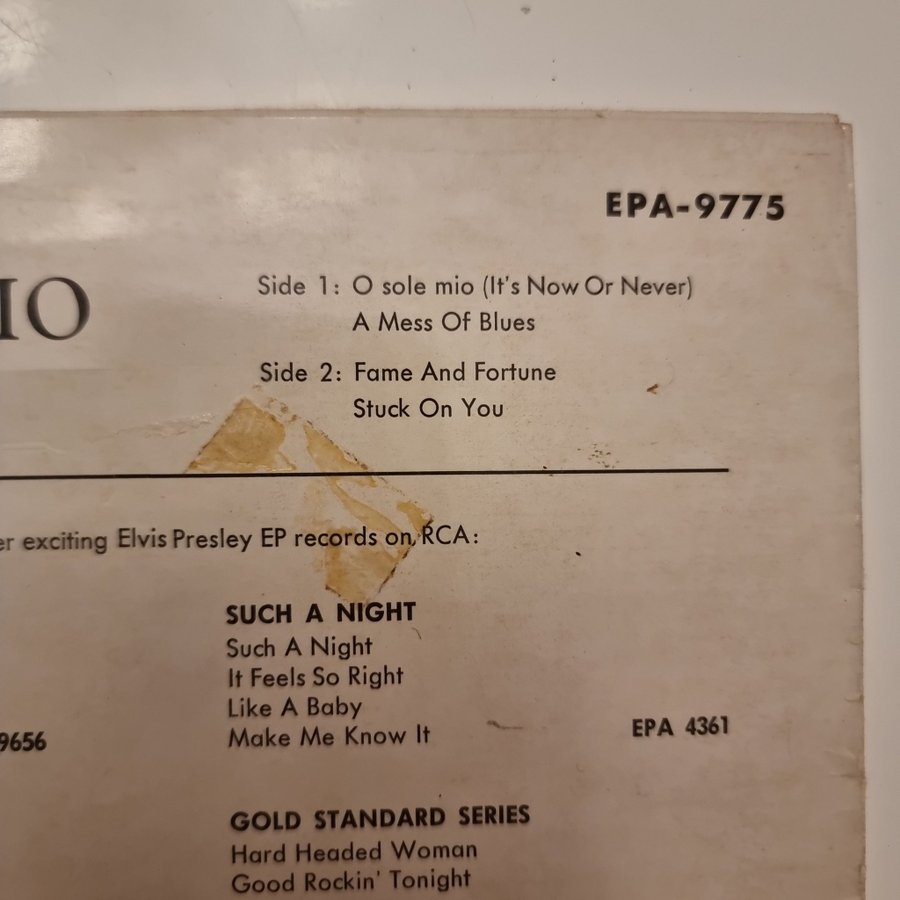 EPA-9775
IO
Side 1: O sole mio (It's Now Or Never)
A Mess Of Blues
Side 2: Fame And Fortune
Stuck On You
er exciting Elvis Presley EP records on RCA:
SUCH A NIGHT
Such A Night
It Feels So Right
Like A Baby
Make Me Know It
9656
EPA 4361
GOLD STANDARD SERIES
Hard Headed Woman
Good Rockin' Tonight